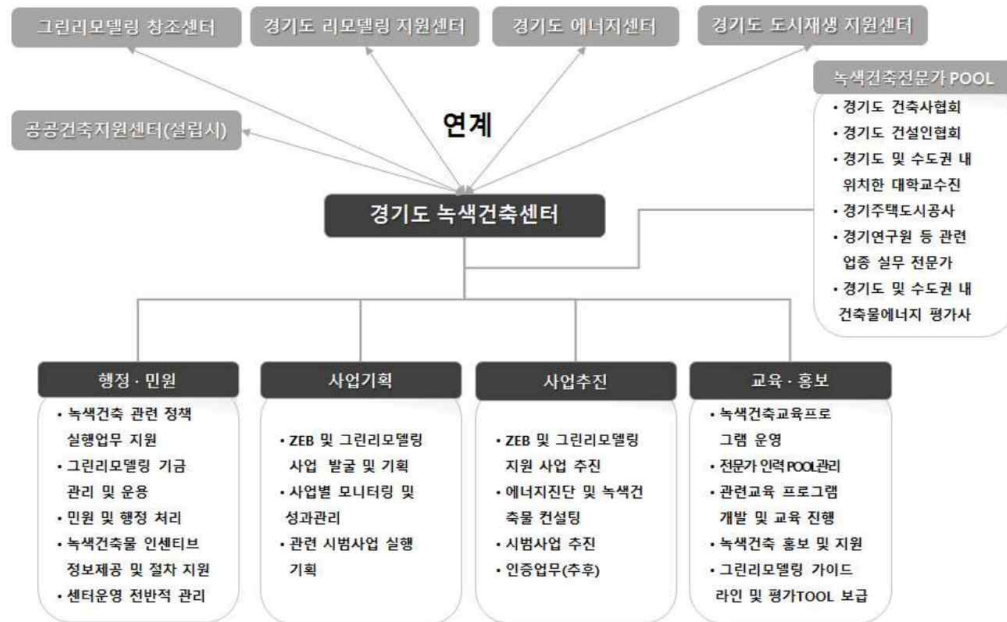 그린리모델링 창조센터
경기도 리모델링 지원센터
경기도 에너지센터
경기도 도시재생 지원센터
공공건축지원센터(설립시)
연계
녹색건축전문가 POOL
• 경기도 건축사협회
• 경기도 건설인협회
• 경기도 및 수도권 내
위치한 대학교수진
• 경기주택도시공사
• 경기연구원 등 관련
업종 실무 전문가
• 경기도 및 수도권 내
건축물에너지 평가사
경기도 녹색건축센터
행정 · 민원
• 녹색건축 관련 정책
실행업무 지원
• 그린리모델링 기금
관리 및 운용
• 민원 및 행정 처리
• 녹색건축물 인센티브
정보제공 및 절차 지원
• 센터운영 전반적 관리
사업기획
• ZEB 및 그린리모델링
사업 발굴 및 기획
• 사업별 모니터링 및
성과관리
• 관련 시범사업 실행
기획
사업추진
• ZEB 및 그린리모델링
지원 사업 추진
• 에너지진단 및 녹색건
축물 컨설팅
• 시범사업 추진
• 인증업무(추후)
교육 · 홍보
• 녹색건축교육프로
그램 운영
• 전문가 인력 POOL관리
• 관련교육 프로그램
개발 및 교육 진행
• 녹색건축 홍보 및 지원
• 그린리모델링 가이드
라인 및 평가TOOL 보급